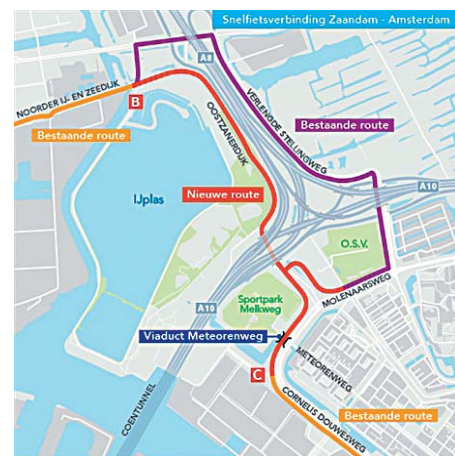 Snelfietsverbinding Zaandam - Amsterdam
A8
NOORDER IJ- EN ZEEDIJK
B
Bestaande route
OOSTZANERDIJK
VERLENGDE STELLINGWEG
Bestaande route
A10
IJplas
Nieuwe route
O.S.V.
MOLENAARSWEG
A10
Sportpark
Melkweg
Viaduct Meteorenweg
METEORENWEG
C
COENTUNNEL
CORNELIS DOUWESWEG
Bestaande route